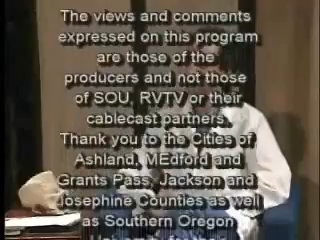 The views and comments
expressed on this program
are those of the
producers and not those
of SOU, RVTV or their
cablecast partners.
Thank you to the Cities of
Ashland, MEdford and
Grants Pass, Jackson and
Josephine Counties as well
as Southern Oregon